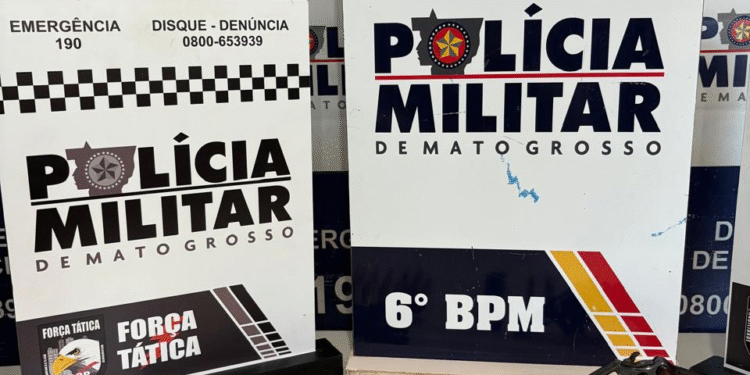 EMERGÊNCIA
190
DISQUE - DENÚNCIA
0800-653939
POLÍCIA
MILITAR
DE MATO GROSSO
FORÇA TÁTICA
FORÇA
TÁTICA
POLÍCIA
MILITAR
DE MATO GROSSO
6° BPM